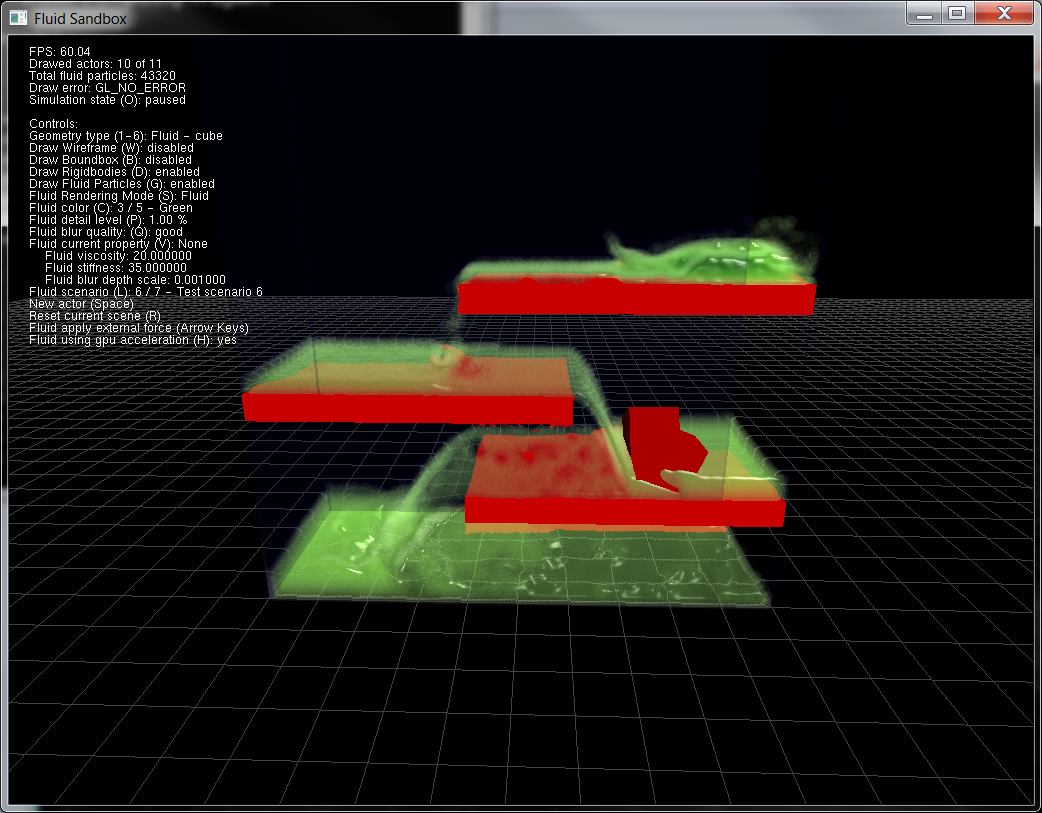 Fluid Sandbox
FPS: 60.04
Drawed actors: 10 of 11
Total fluid particles: 43320
Draw error: GL_NO_ERROR
Simulation state (O): paused
Controls:
Geometry type (1-6): Fluid - cube
Draw Wireframe (W): disabled
Draw Boundbox (B): disabled
Draw Rigidbodies (D): enabled
Draw Fluid Particles (G): enabled
Fluid Rendering Mode (S): Fluid
Fluid color (C): 3 / 5 - Green
Fluid detail level (P): 1.00 %
Fluid blur quality: (Q): good
Fluid current property (V): None
Fluid viscosity: 20.000000
Fluid stiffness: 35.000000
Fluid blur depth scale: 0.001000
Fluid scenario (L): 6 / 7 - Test scenario 6
New actor (Space)
Reset current scene (R)
Fluid apply external force (Arrow Keys)
Fluid using gpu acceleration (H): yes